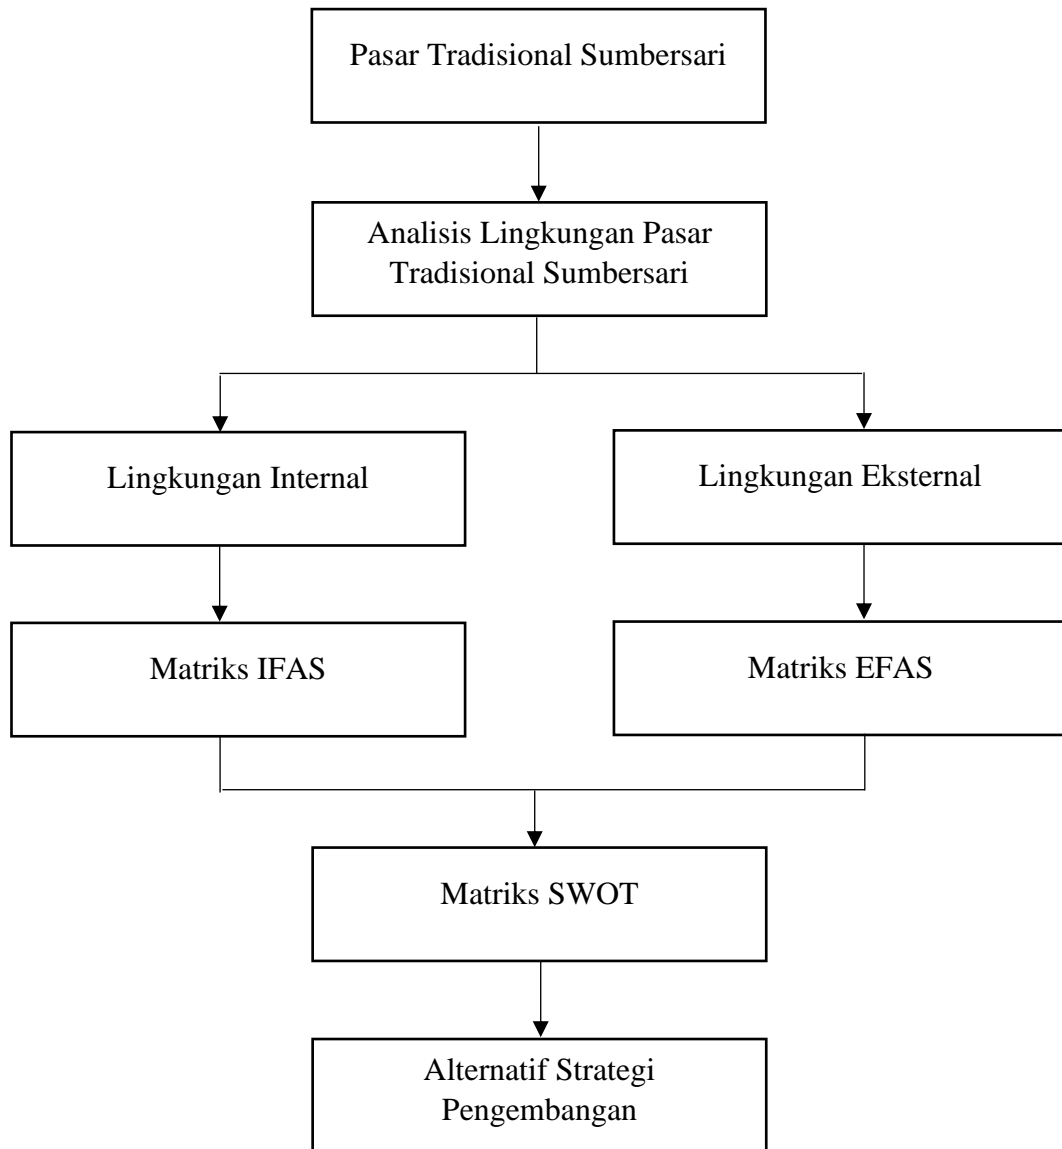 Pasar Tradisional Sumbersari
Analisis Lingkungan Pasar
Tradisional Sumbersari
Lingkungan Internal
Lingkungan Eksternal
Matriks IFAS
Matriks EFAS
Matriks SWOT
Alternatif Strategi
Pengembangan